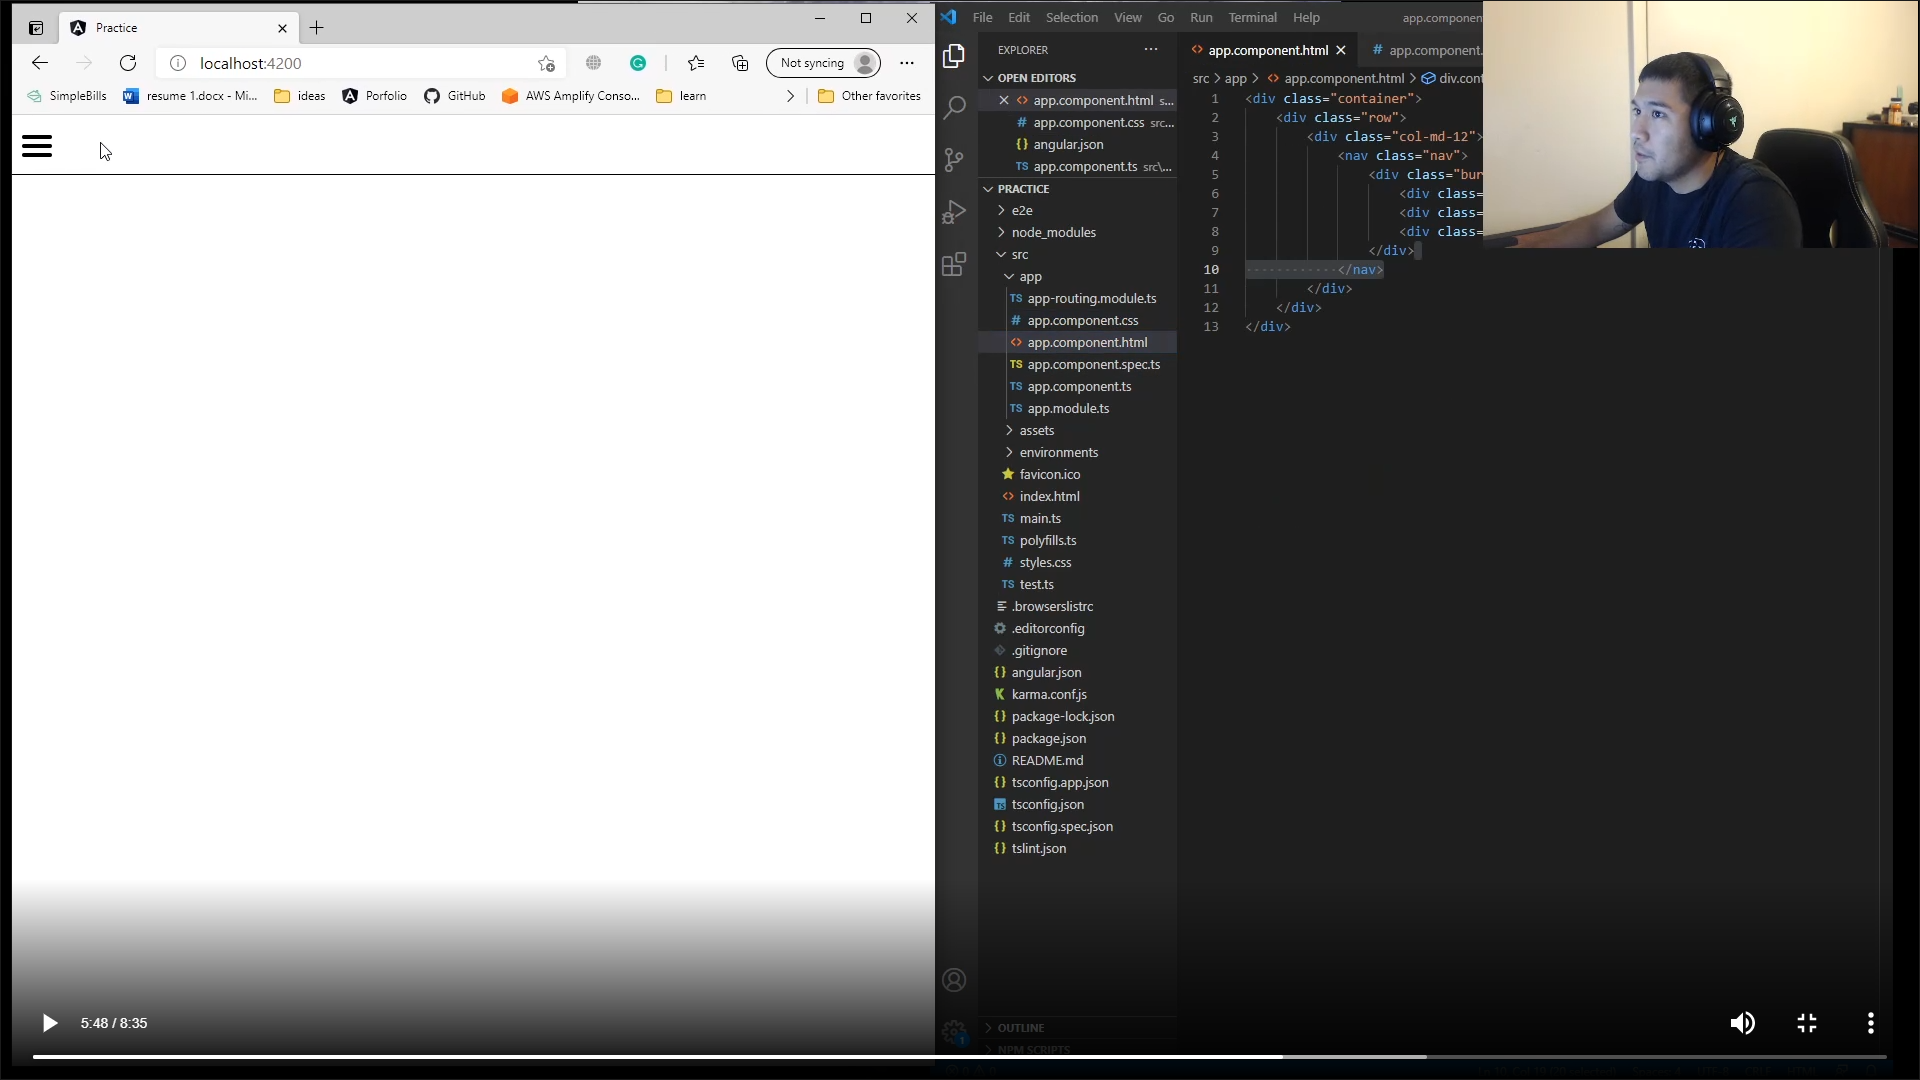 Practice
localhost:4200
Not syncing
SimpleBills
resume 1.docx - Mi...
ideas
Porfolio
GitHub
AWS Amplify Conso...
learn
Other favorites
File Edit Selection View Go Run Terminal Help
app.componen
EXPLORER
OPEN EDITORS
app.component.html s...
app.component.css src...
angular.json
app.component.ts src\...
PRACTICE
e2e
node_modules
src
app
app-routing.module.ts
app.component.css
app.component.html
app.component.spec.ts
app.component.ts
app.module.ts
assets
environments
favicon.ico
index.html
main.ts
polyfills.ts
styles.css
test.ts
.browserslistrc
.editorconfig
.gitignore
angular.json
karma.conf.js
package-lock.json
package.json
README.md
tsconfig.app.json
tsconfig.json
tsconfig.spec.json
tslint.json
OUTLINE
NPM SCRIPTS
app.component.html
app.component.
src > app > app.component.html > div.cont
1 <div class="container">
2 <div class="row">
3 <div class="col-md-12">
4 <nav class="nav">
5 <div class="bur
6 <div class=
7 <div class=
8 <div class=
9 </div>
10 ············</nav>
11 </div>
12 </div>
13 </div>
5:48 / 8:35